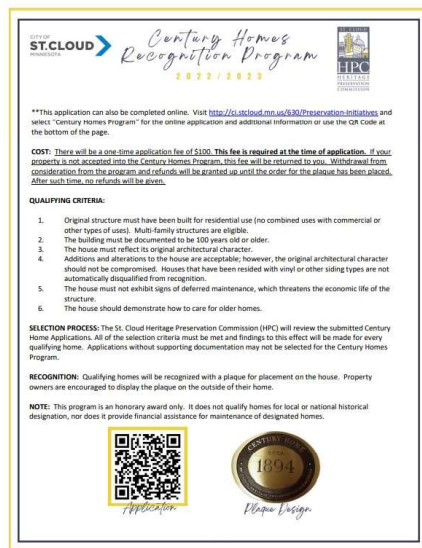 CITY OF
ST.CLOUD
MINNESOTA
Century Homes
Recognition Program
2022/2023
ST. CLOUD
HPC
HERITAGE
PRESERVATION
COMMISSION
**This application can also be completed online. Visit http://ci.stcloud.mn.us/630/Preservation-Initiatives and
select "Century Homes Program" for the online application and additional information or use the QR Code at
the bottom of the page.
COST: There will be a one-time application fee of $100. This fee is required at the time of application. If your
property is not accepted into the Century Homes Program, this fee will be returned to you. Withdrawal from
consideration from the program and refunds will be granted up until the order for the plaque has been placed.
After such time, no refunds will be given.
QUALIFYING CRITERIA:
1. Original structure must have been built for residential use (no combined uses with commercial or
other types of uses). Multi-family structures are eligible.
2. The building must be documented to be 100 years old or older.
3. The house must reflect its original architectural character.
4. Additions and alterations to the house are acceptable; however, the original architectural character
should not be compromised. Houses that have been resided with vinyl or other siding types are not
automatically disqualified from recognition.
5. The house must not exhibit signs of deferred maintenance, which threatens the economic life of the
structure.
6. The house should demonstrate how to care for older homes.
SELECTION PROCESS: The St. Cloud Heritage Preservation Commission (HPC) will review the submitted Century
Home Applications. All of the selection criteria must be met and findings to this effect will be made for every
qualifying home. Applications without supporting documentation may not be selected for the Century Homes
Program.
RECOGNITION: Qualifying homes will be recognized with a plaque for placement on the house. Property
owners are encouraged to display the plaque on the outside of their home.
NOTE: This program is an honorary award only. It does not qualify homes for local or national historical
designation, nor does it provide financial assistance for maintenance of designated homes.
CENTURY HOME
1894
Application
Plaque Design